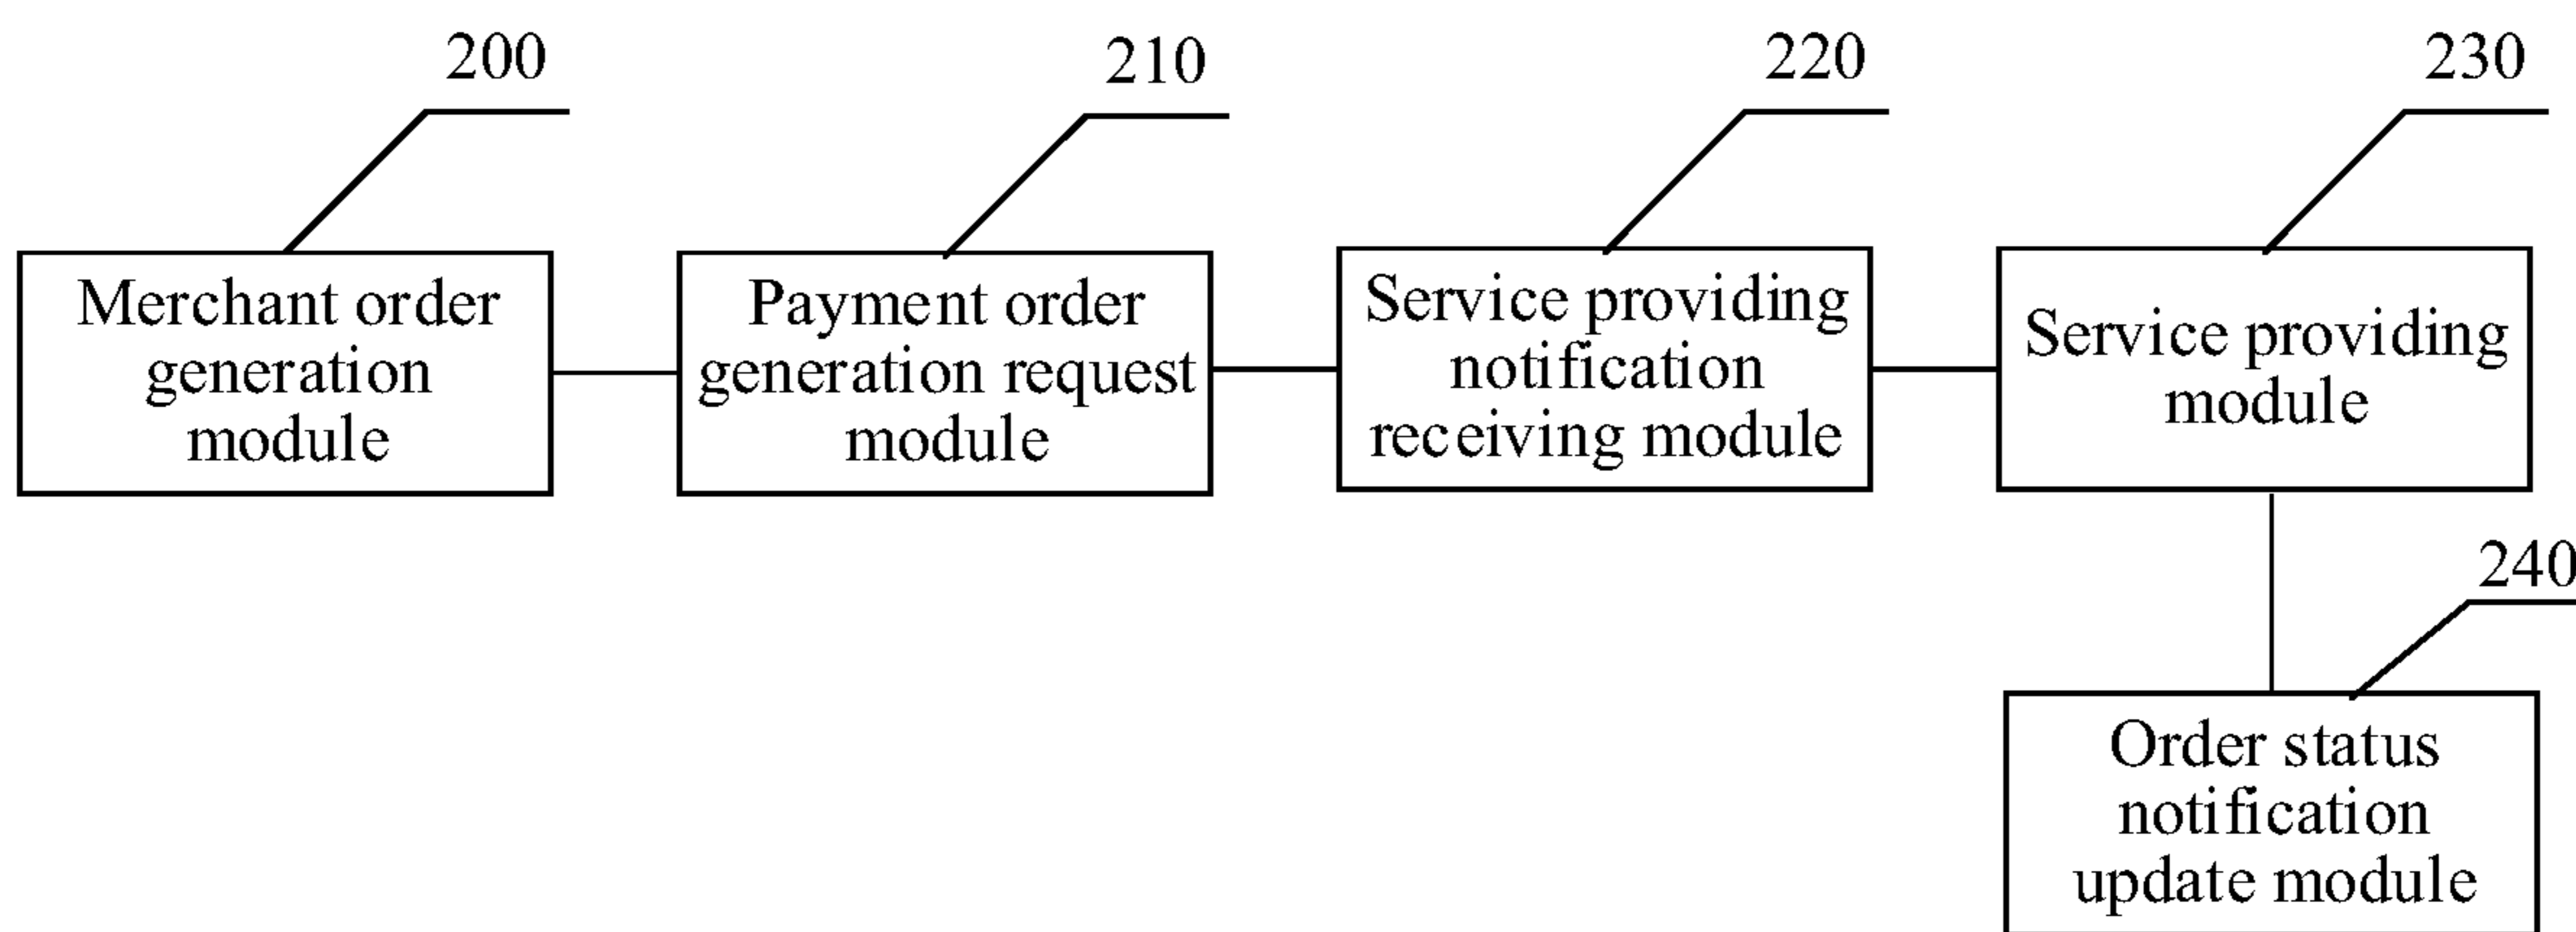 200
210
220
230
Merchant order
generation
module
Payment order
generation request
module
Service providing
notification
receiving module
Service providing
module
240
Order status
notification
update module